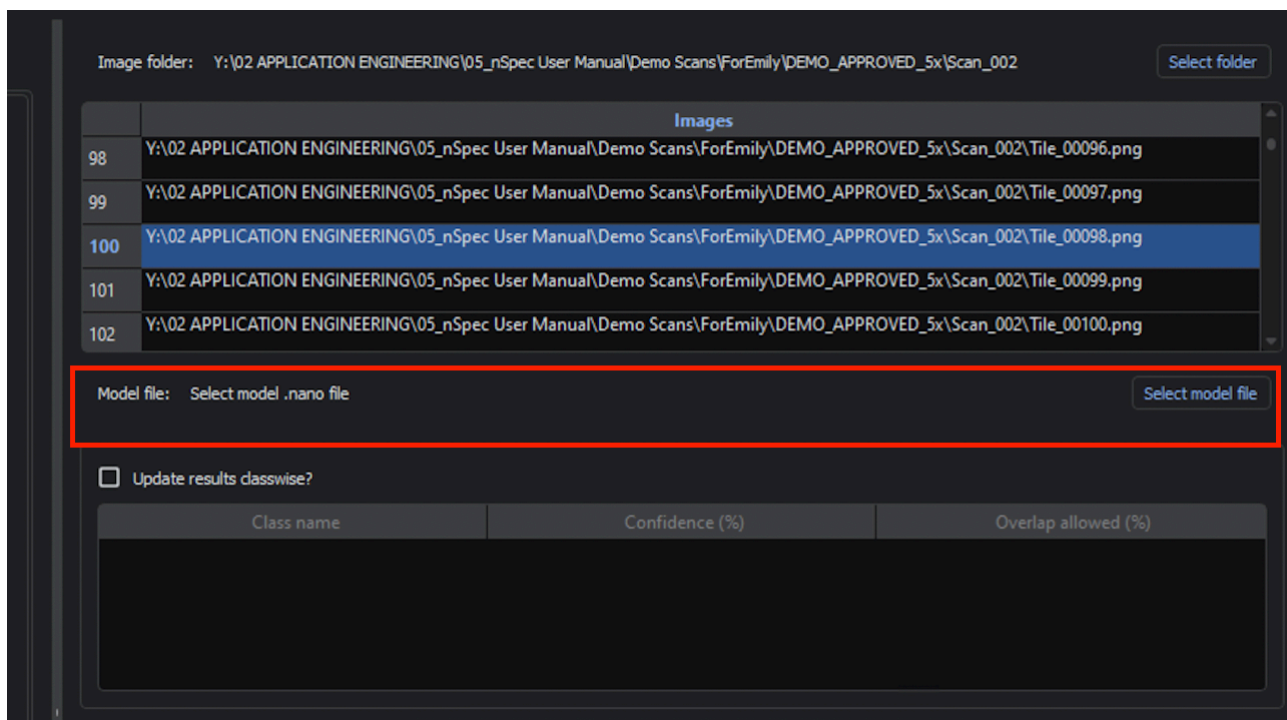 Image folder: Y:\02 APPLICATION ENGINEERING\05_nSpec User Manual\Demo Scans\ForEmily\DEMO_APPROVED_5x\Scan_002 Select folder
Images
98 Y:\02 APPLICATION ENGINEERING\05_nSpec User Manual\Demo Scans\ForEmily\DEMO_APPROVED_5x\Scan_002\Tile_00096.png
99 Y:\02 APPLICATION ENGINEERING\05_nSpec User Manual\Demo Scans\ForEmily\DEMO_APPROVED_5x\Scan_002\Tile_00097.png
100 Y:\02 APPLICATION ENGINEERING\05_nSpec User Manual\Demo Scans\ForEmily\DEMO_APPROVED_5x\Scan_002\Tile_00098.png
101 Y:\02 APPLICATION ENGINEERING\05_nSpec User Manual\Demo Scans\ForEmily\DEMO_APPROVED_5x\Scan_002\Tile_00099.png
102 Y:\02 APPLICATION ENGINEERING\05_nSpec User Manual\Demo Scans\ForEmily\DEMO_APPROVED_5x\Scan_002\Tile_00100.png
Model file: Select model .nano file Select model file
Update results classwise?
Class name Confidence (%) Overlap allowed (%)